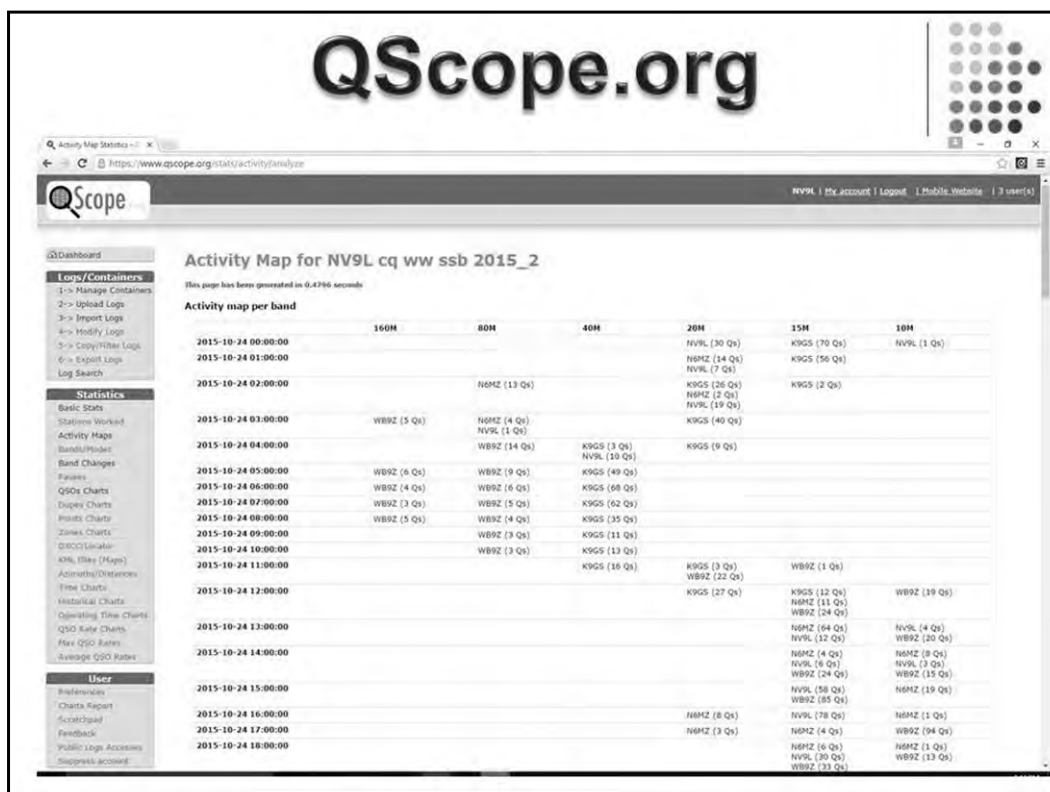 QScope.org
Activity Map Statistics -
https://www.qscope.org/stats/activity/analyze
QScope
NV9L | My account | Logout | Mobile Website | 3 user(s)
Dashboard
Logs/Containers
1-> Manage Containers
2-> Upload Logs
3-> Import Logs
4-> Modify Logs
5-> Copy/Filter Logs
6-> Export Logs
Log Search
Statistics
Basic Stats
Stations Worked
Activity Maps
Bands/Modes
Band Changes
Pauses
QSOs Charts
Dupes Charts
Points Charts
Zones Charts
DXCC/Locator
KML files (Maps)
Azimuths/Distances
Time Charts
Historical Charts
Operating Time Charts
QSO Rate Charts
Max QSO Rates
Average QSO Rates
User
Preferences
Charts Report
Scratchpad
Feedback
Public Logs Accesses
Suppress account
Activity Map for NV9L cq ww ssb 2015_2
This page has been generated in 0.4796 seconds
Activity map per band
160M 80M 40M 20M 15M 10M
2015-10-24 00:00:00 NV9L (30 Qs) K9GS (70 Qs) NV9L (1 Qs)
2015-10-24 01:00:00 N6MZ (14 Qs) K9GS (56 Qs)
NV9L (7 Qs)
2015-10-24 02:00:00 N6MZ (13 Qs) K9GS (26 Qs) K9GS (2 Qs)
N6MZ (2 Qs)
NV9L (19 Qs)
2015-10-24 03:00:00 WB9Z (5 Qs) N6MZ (4 Qs) K9GS (40 Qs)
NV9L (1 Qs)
2015-10-24 04:00:00 WB9Z (14 Qs) K9GS (3 Qs) K9GS (9 Qs)
NV9L (10 Qs)
2015-10-24 05:00:00 WB9Z (6 Qs) WB9Z (9 Qs) K9GS (49 Qs)
2015-10-24 06:00:00 WB9Z (4 Qs) WB9Z (6 Qs) K9GS (68 Qs)
2015-10-24 07:00:00 WB9Z (3 Qs) WB9Z (5 Qs) K9GS (62 Qs)
2015-10-24 08:00:00 WB9Z (5 Qs) WB9Z (4 Qs) K9GS (35 Qs)
2015-10-24 09:00:00 WB9Z (3 Qs) K9GS (11 Qs)
2015-10-24 10:00:00 WB9Z (3 Qs) K9GS (13 Qs)
2015-10-24 11:00:00 K9GS (16 Qs) K9GS (3 Qs) WB9Z (1 Qs)
WB9Z (22 Qs)
2015-10-24 12:00:00 K9GS (27 Qs) K9GS (12 Qs) WB9Z (19 Qs)
N6MZ (11 Qs)
WB9Z (24 Qs)
2015-10-24 13:00:00 N6MZ (64 Qs) NV9L (4 Qs)
NV9L (12 Qs) WB9Z (20 Qs)
2015-10-24 14:00:00 N6MZ (4 Qs) N6MZ (8 Qs)
NV9L (6 Qs) NV9L (3 Qs)
WB9Z (24 Qs) WB9Z (15 Qs)
2015-10-24 15:00:00 NV9L (58 Qs) N6MZ (19 Qs)
WB9Z (85 Qs)
2015-10-24 16:00:00 N6MZ (8 Qs) NV9L (78 Qs) N6MZ (1 Qs)
2015-10-24 17:00:00 N6MZ (3 Qs) N6MZ (4 Qs) WB9Z (94 Qs)
2015-10-24 18:00:00 N6MZ (6 Qs) N6MZ (1 Qs)
NV9L (30 Qs) WB9Z (13 Qs)
WB9Z (33 Qs)